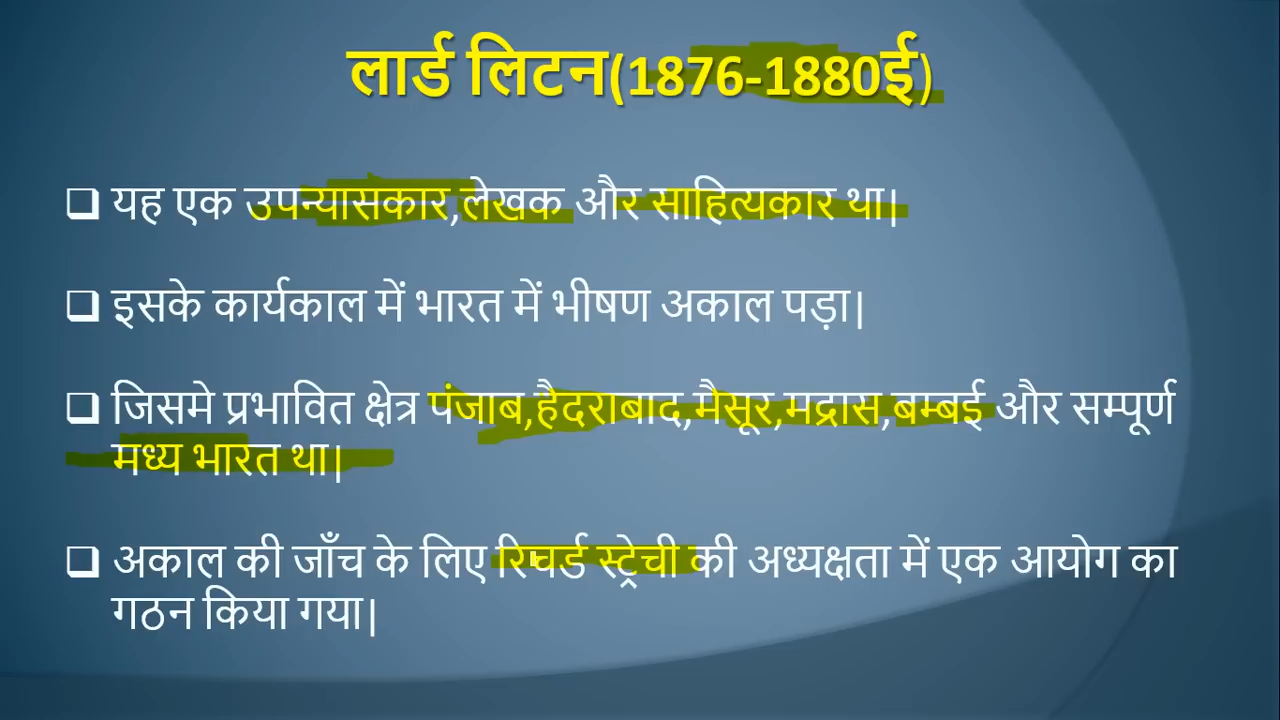 लार्ड लिटन(1876-1880ई)
❑ यह एक उपन्यासकार,लेखक और साहित्यकार था|
❑ इसके कार्यकाल में भारत में भीषण अकाल पड़ा|
❑ जिसमे प्रभावित क्षेत्र पंजाब,हैदराबाद,मैसूर,मद्रास,बम्बई और सम्पूर्ण
मध्य भारत था|
❑ अकाल की जाँच के लिए रिचर्ड स्ट्रेची की अध्यक्षता में एक आयोग का
गठन किया गया|